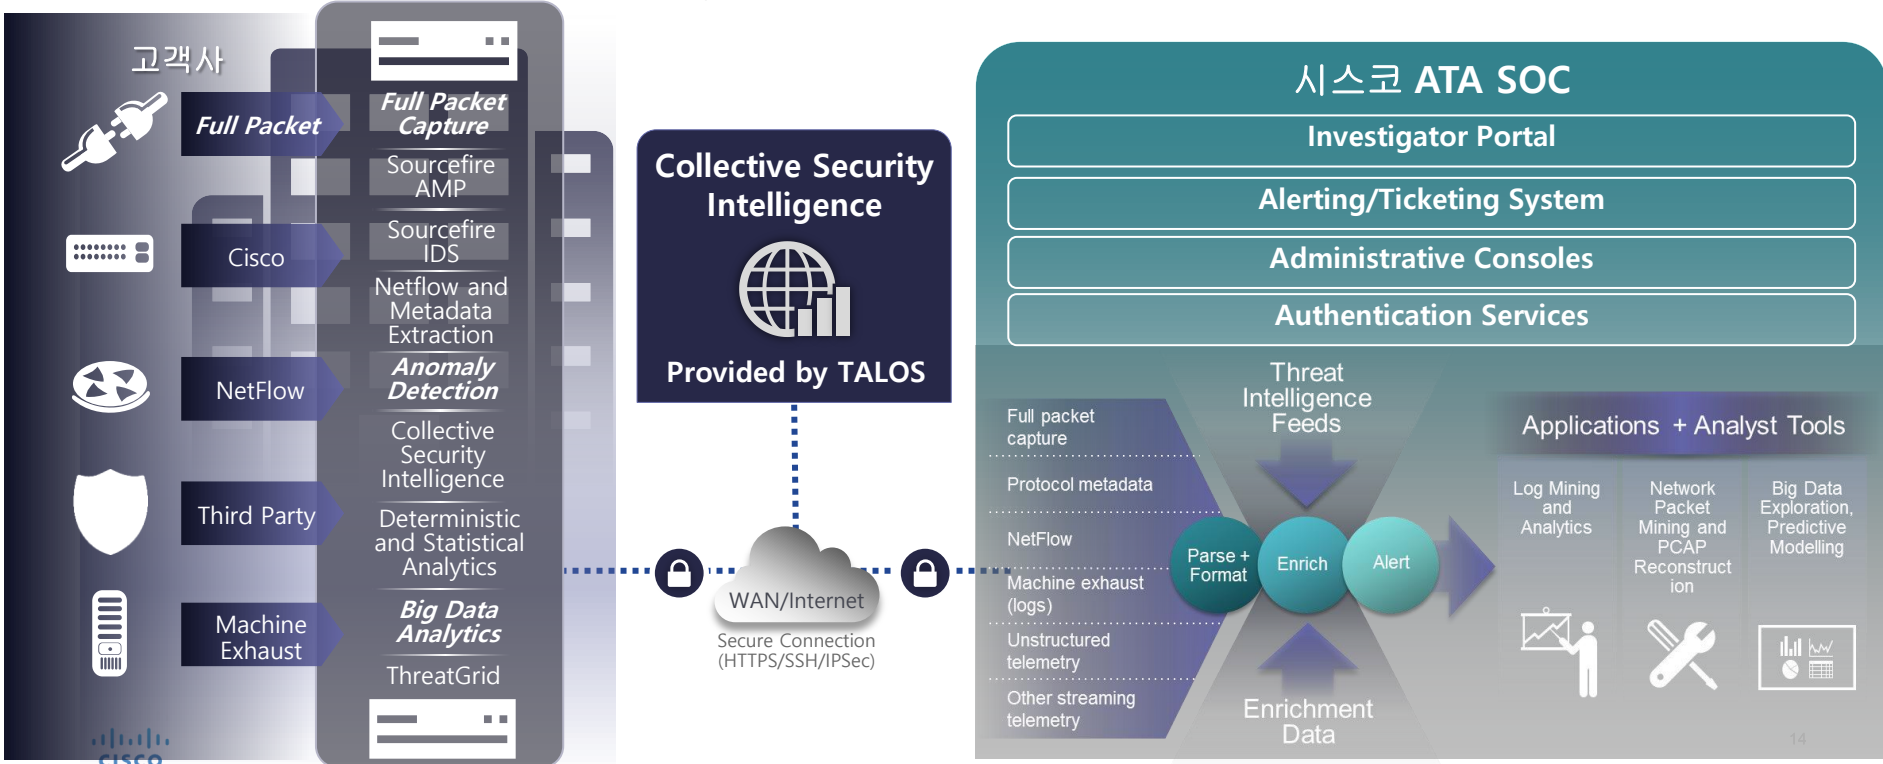 고객사
Full Packet
Cisco
NetFlow
Third Party
Machine
Exhaust
CISCO
Full Packet
Capture
Sourcefire
AMP
Sourcefire
IDS
Netflow and
Metadata
Extraction
Anomaly
Detection
Collective
Security
Intelligence
Deterministic
and Statistical
Analytics
Big Data
Analytics
ThreatGrid
Collective Security
Intelligence
Provided by TALOS
WAN/Internet
Secure Connection
(HTTPS/SSH/IPSec)
시스코 ATA SOC
Investigator Portal
Alerting/Ticketing System
Administrative Consoles
Authentication Services
Full packet
capture
Protocol metadata
NetFlow
Machine exhaust
(logs)
Unstructured
telemetry
Other streaming
telemetry
Threat
Intelligence
Feeds
Parse +
Format
Enrich
Alert
Enrichment
Data
Applications + Analyst Tools
Log Mining
and
Analytics
Network
Packet
Mining and
PCAP
Reconstruct
ion
Big Data
Exploration,
Predictive
Modelling
14